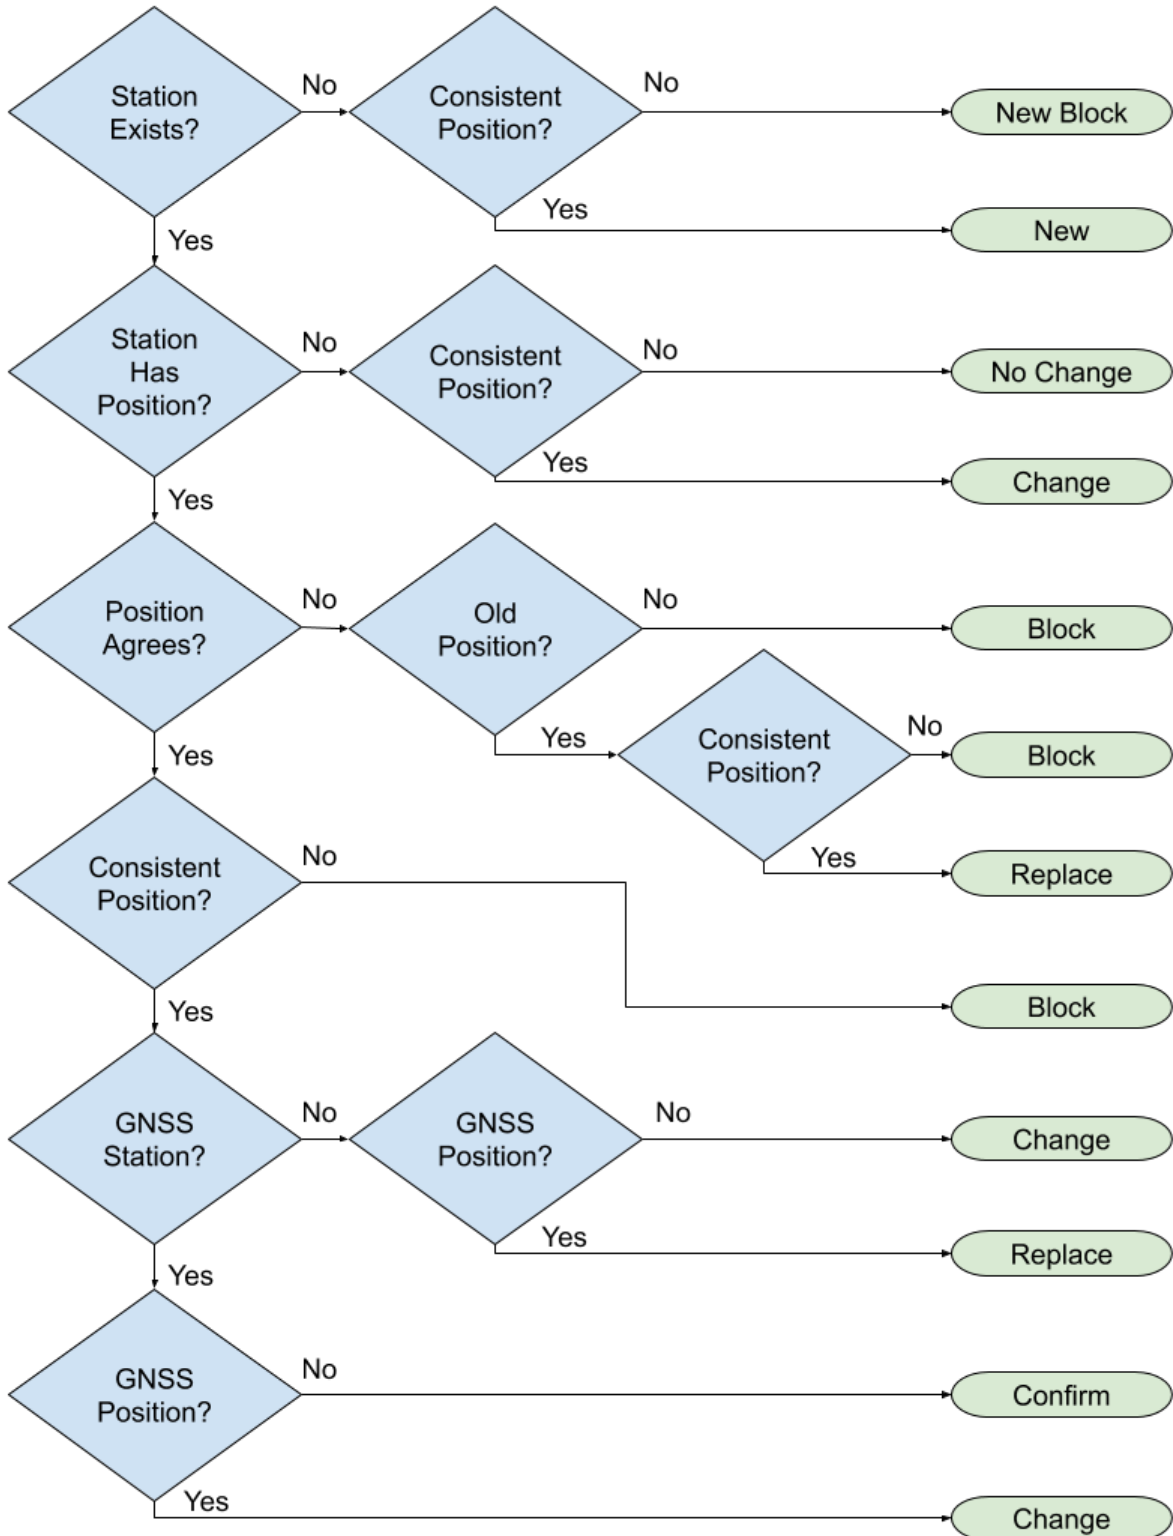 Station
Exists?
No
Consistent
Position?
No
New Block
Yes
New
Yes
Station
Has
Position?
No
Consistent
Position?
No
No Change
Yes
Change
Yes
Position
Agrees?
No
Old
Position?
No
Block
Yes
Consistent
Position?
No
Block
Yes
Replace
Yes
Consistent
Position?
No
Block
Yes
GNSS
Station?
No
GNSS
Position?
No
Change
Yes
Replace
Yes
GNSS
Position?
No
Confirm
Yes
Change